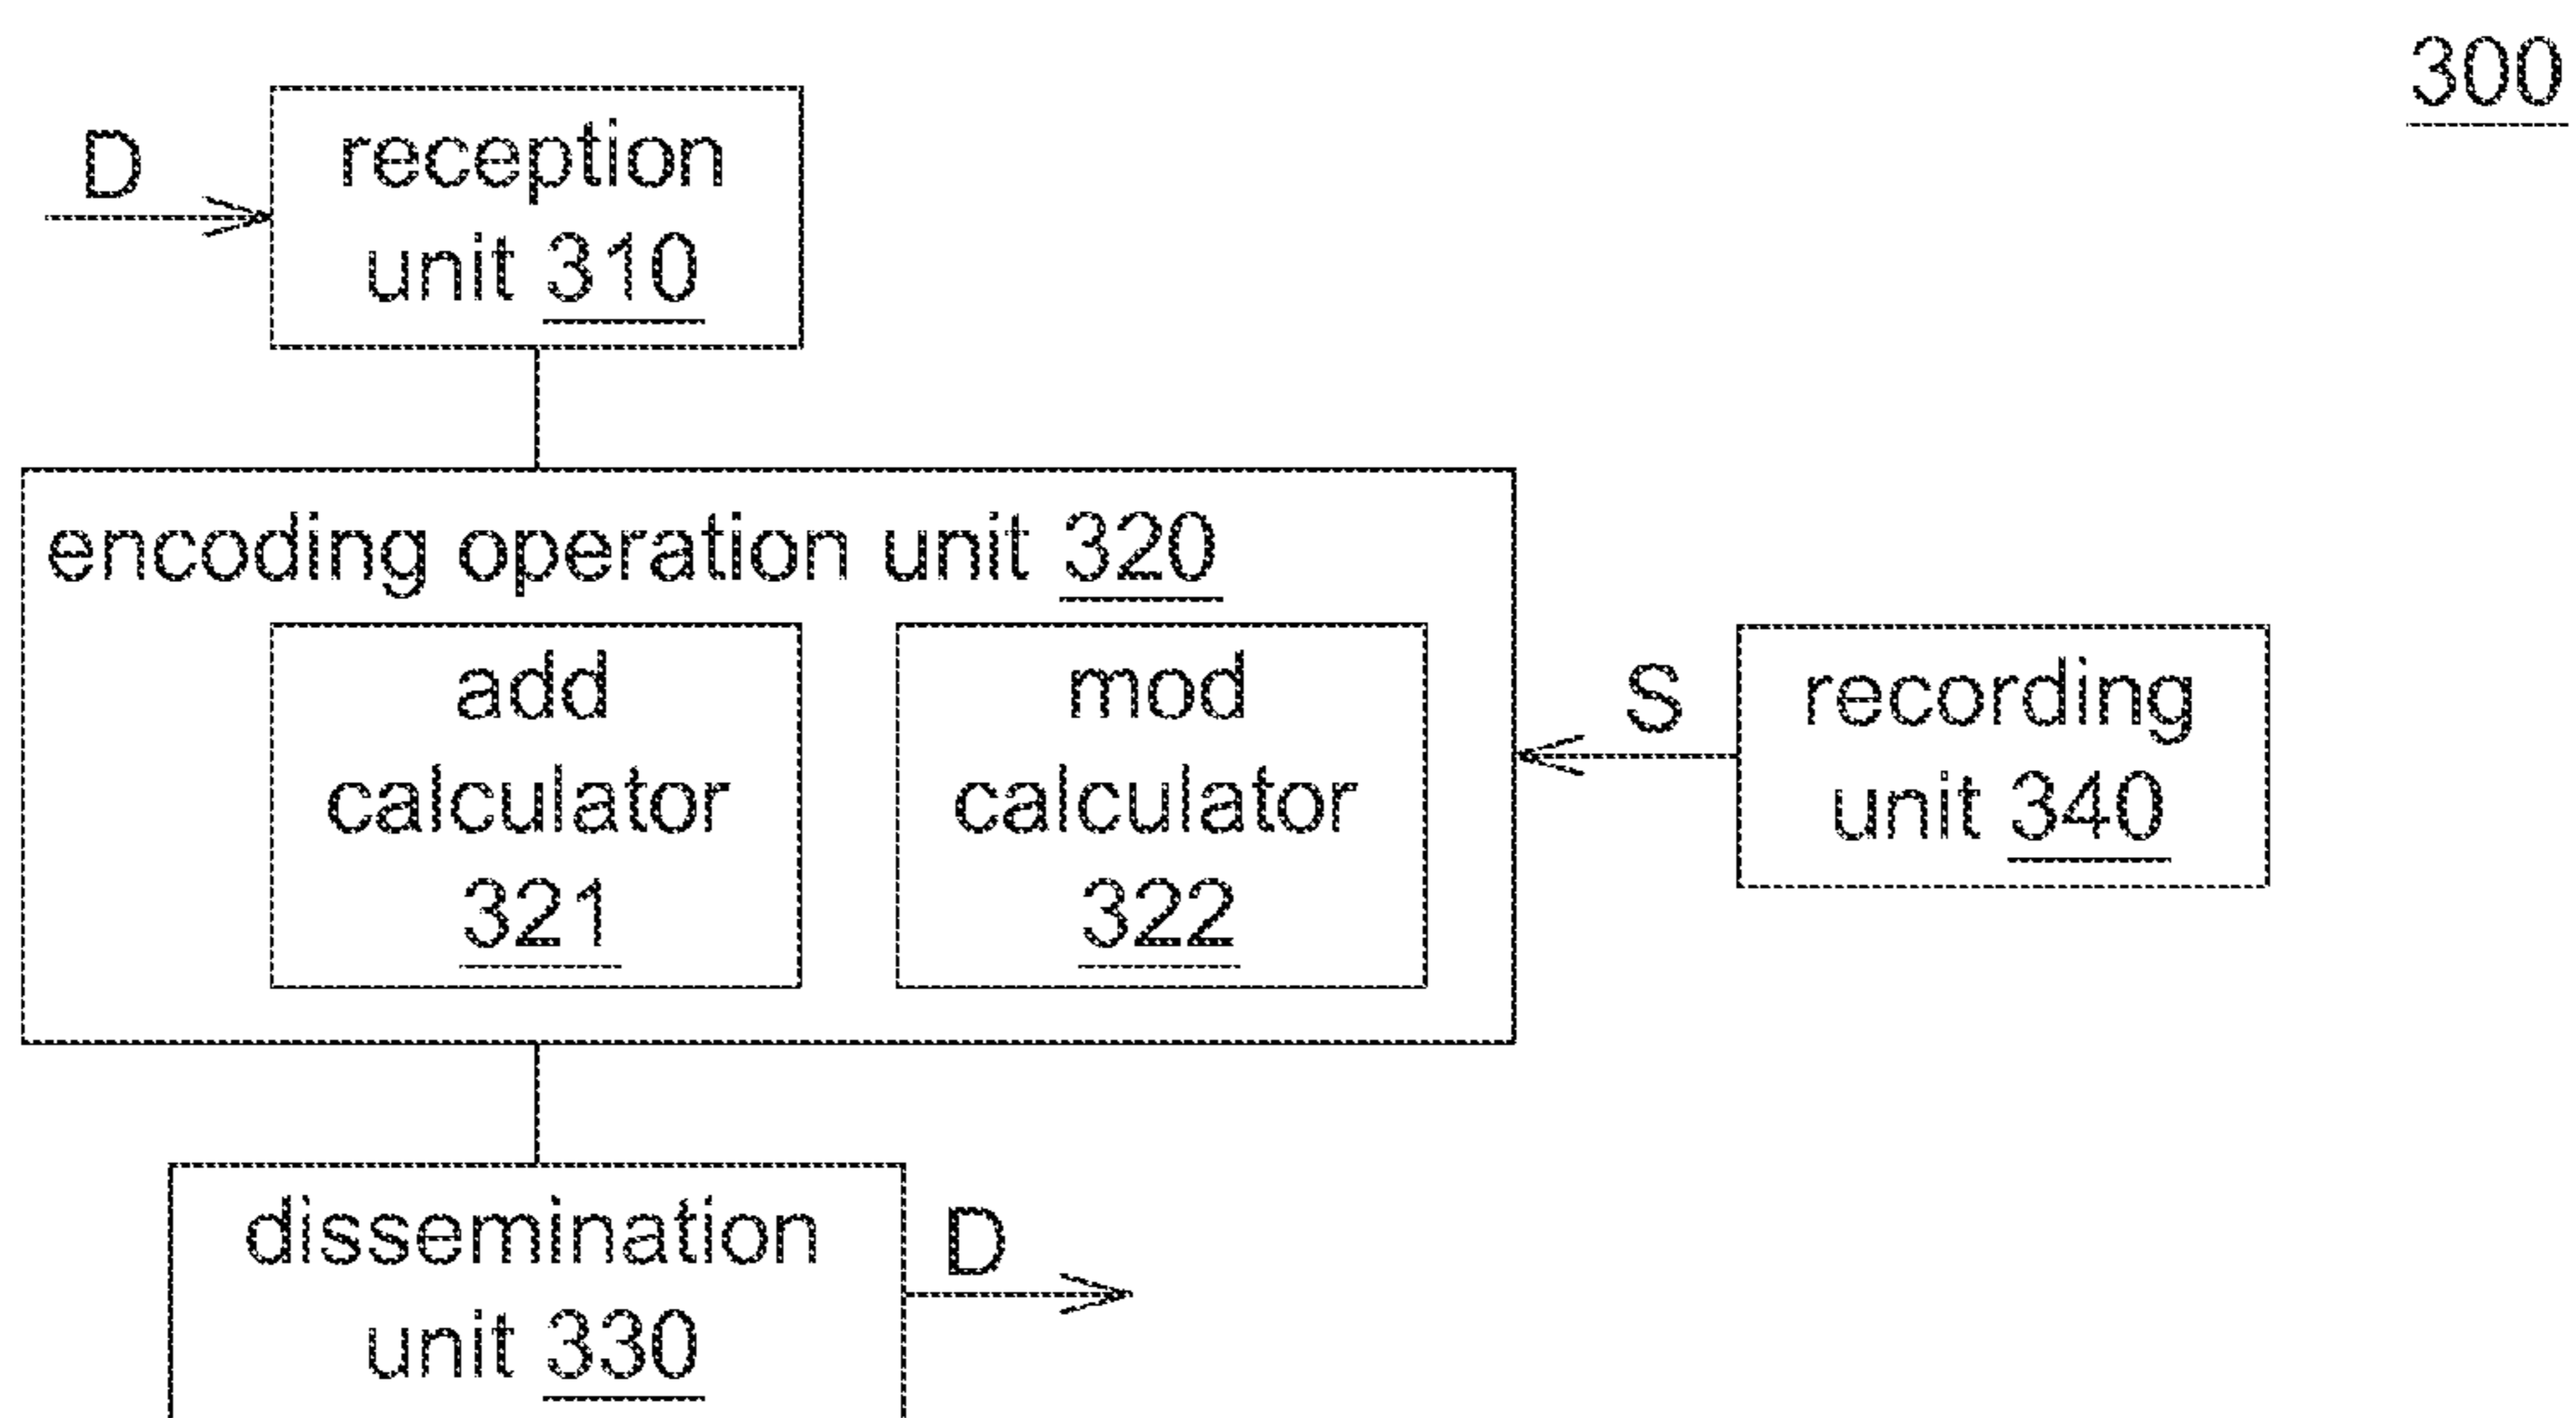 300
D
reception
unit 310
encoding operation unit 320
add
calculator
321
mod
calculator
322
S
recording
unit 340
dissemination
unit 330
D